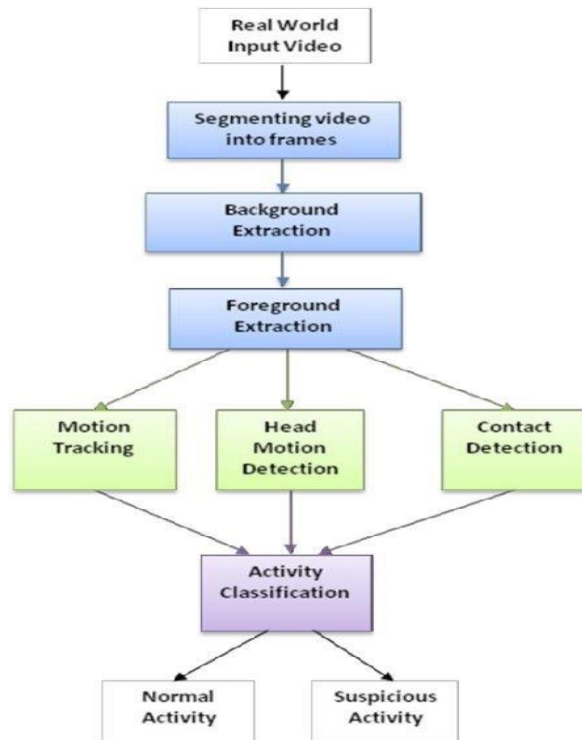 Real World
Input Video
Segmenting video
into frames
Background
Extraction
Foreground
Extraction
Motion
Tracking
Head
Motion
Detection
Contact
Detection
Activity
Classification
Normal
Activity
Suspicious
Activity